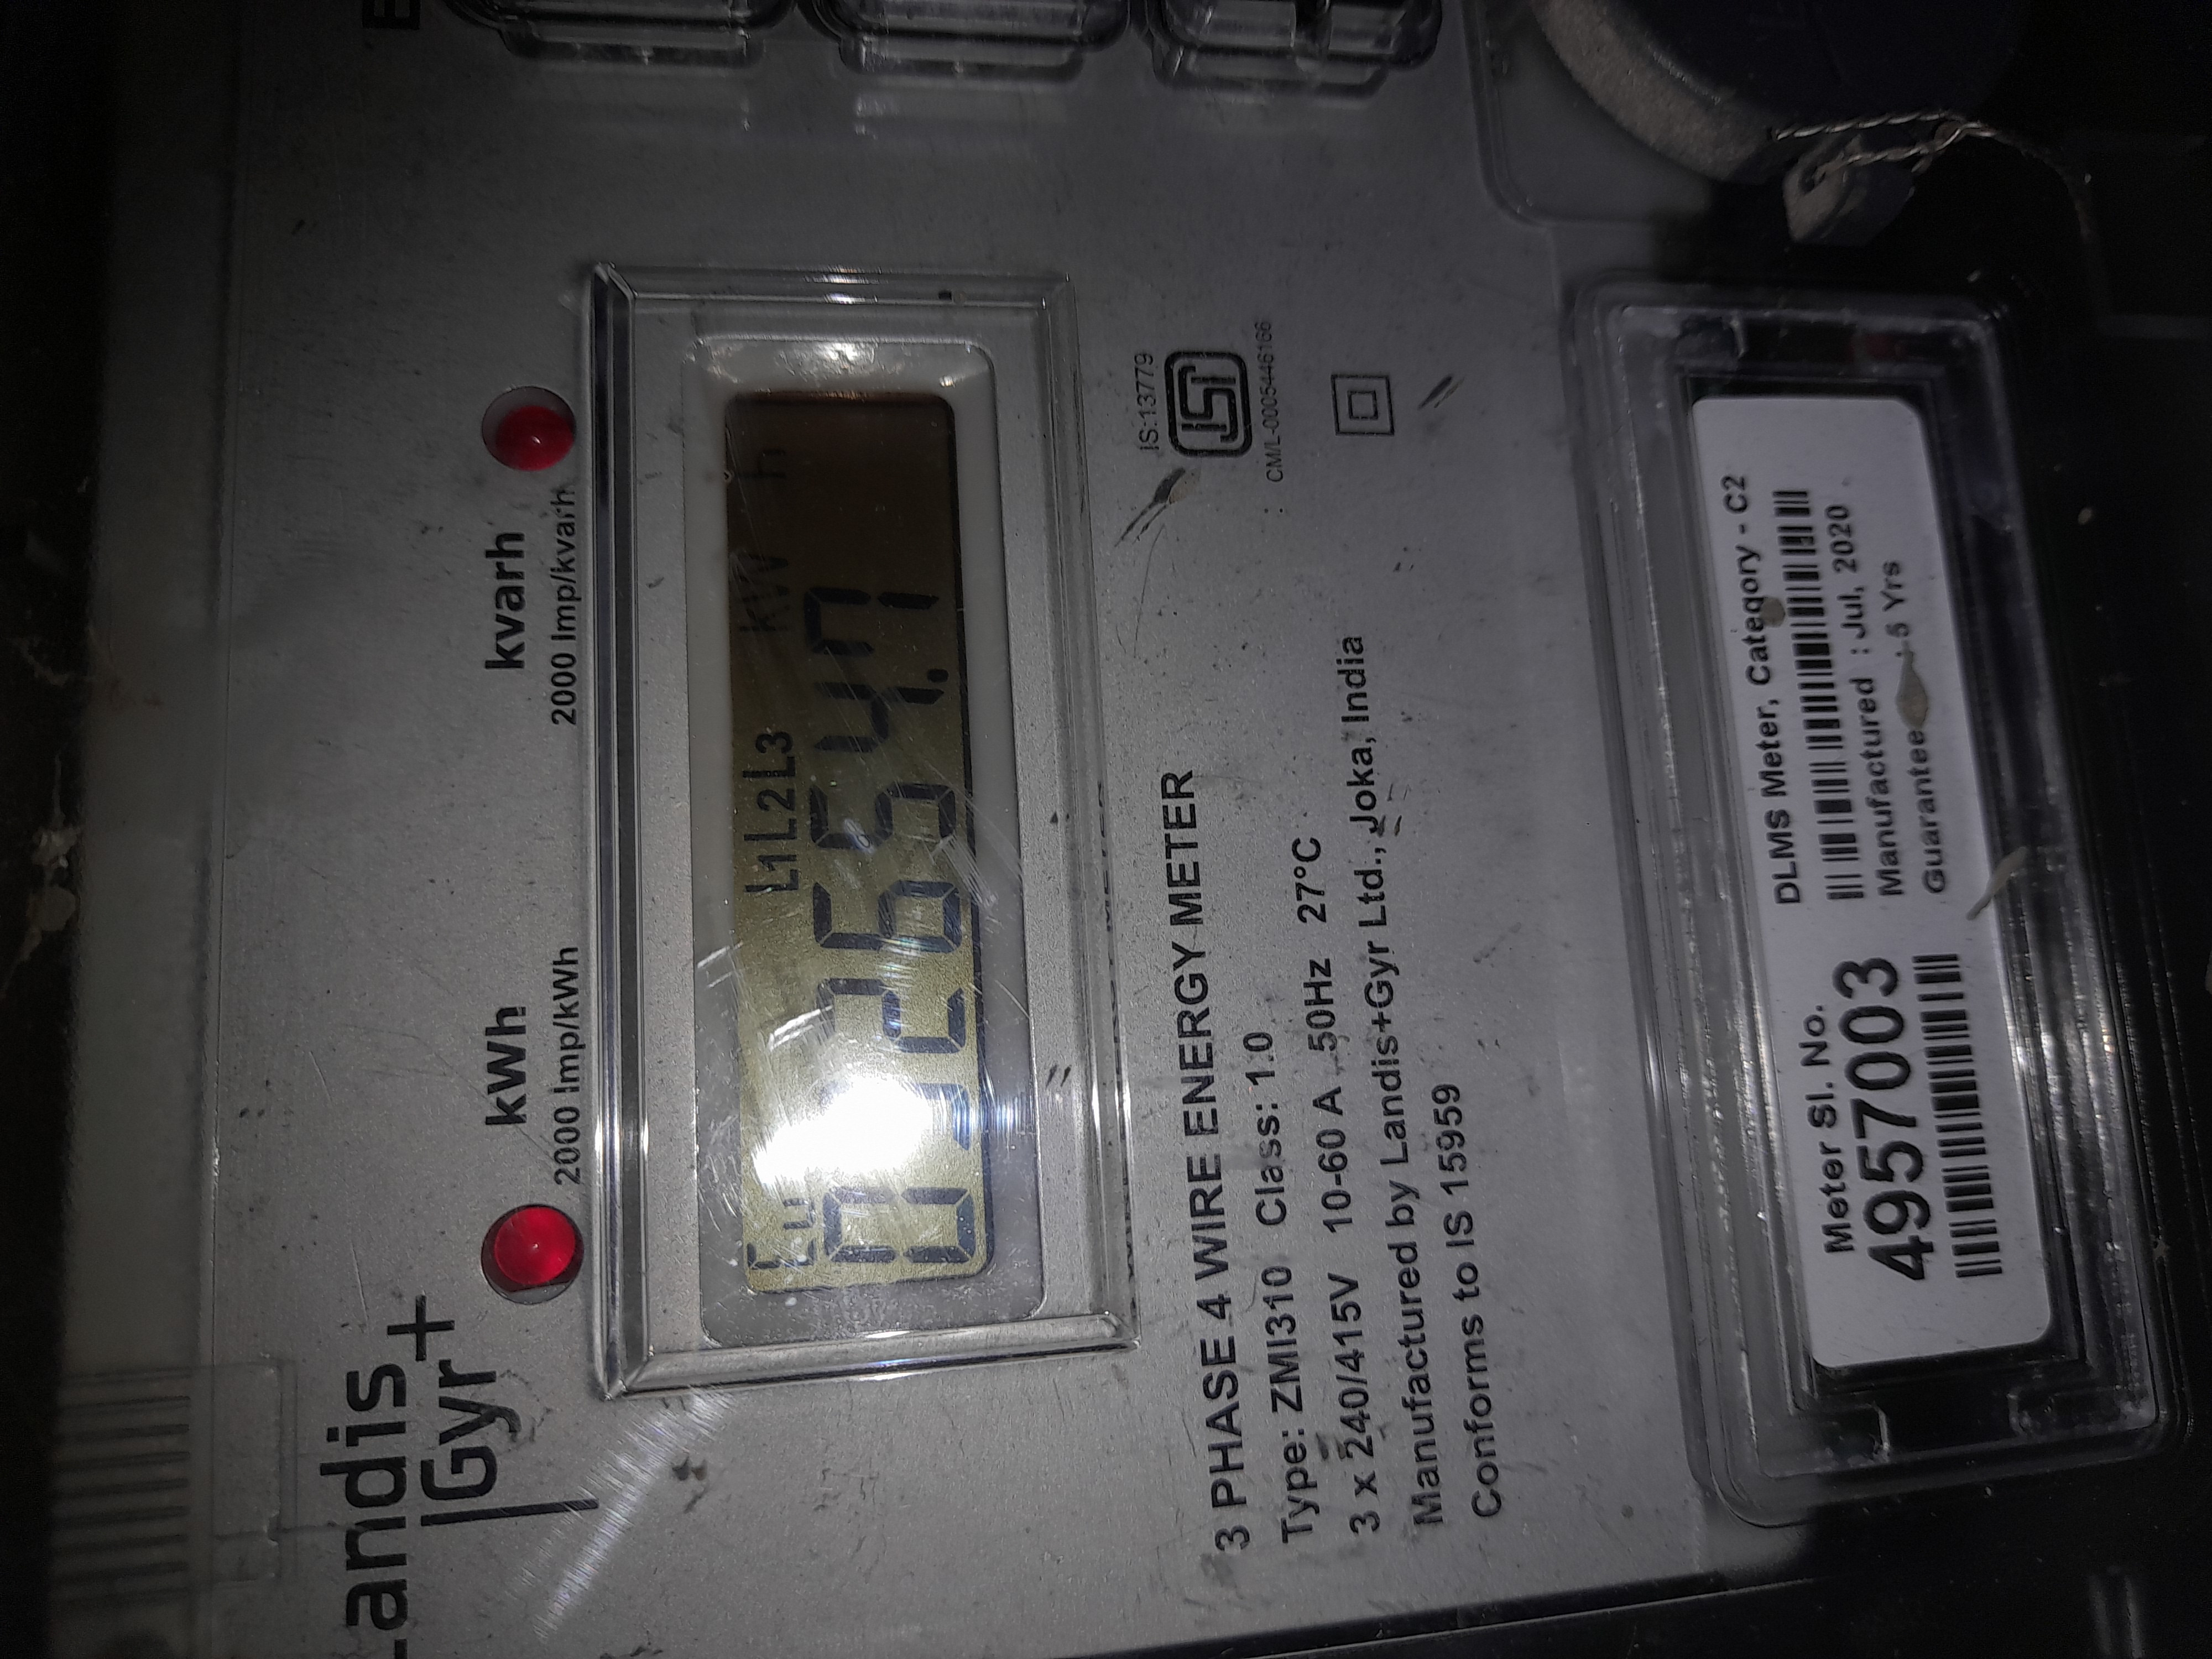 Landis
Gyr+
kWh
2000 Imp/kWh
kvarh
2000 Imp/kvarh
L1 L2 L3
kW h
IS:13779
CM/L-0005446166
3 PHASE 4 WIRE ENERGY METER
Type: ZMI310 Class: 1.0
3 x 240/415V 10-60 A 50Hz 27°C
Manufactured by Landis+Gyr Ltd., Joka, India
Conforms to IS 15959
Meter Sl. No.
4957003
DLMS Meter, Category - C2
Manufactured : Jul, 2020
Guarantee 5 Yrs